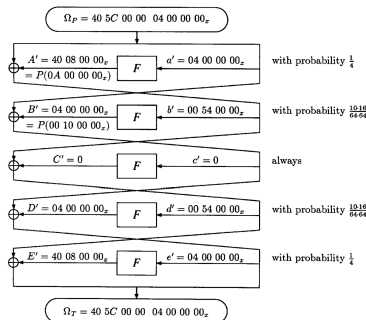 Ω_P = 40 5C 00 00 04 00 00 00_x
A′ = 40 08 00 00_x F a′ = 04 00 00 00_x with probability 1/4
= P(0A 00 00 00_x)
B′ = 04 00 00 00_x F b′ = 00 54 00 00_x with probability 10·16/64·64
= P(00 10 00 00_x)
C′ = 0 F c′ = 0 always
D′ = 04 00 00 00_x F d′ = 00 54 00 00_x with probability 10·16/64·64
E′ = 40 08 00 00_x F e′ = 04 00 00 00_x with probability 1/4
Ω_T = 40 5C 00 00 04 00 00 00_x